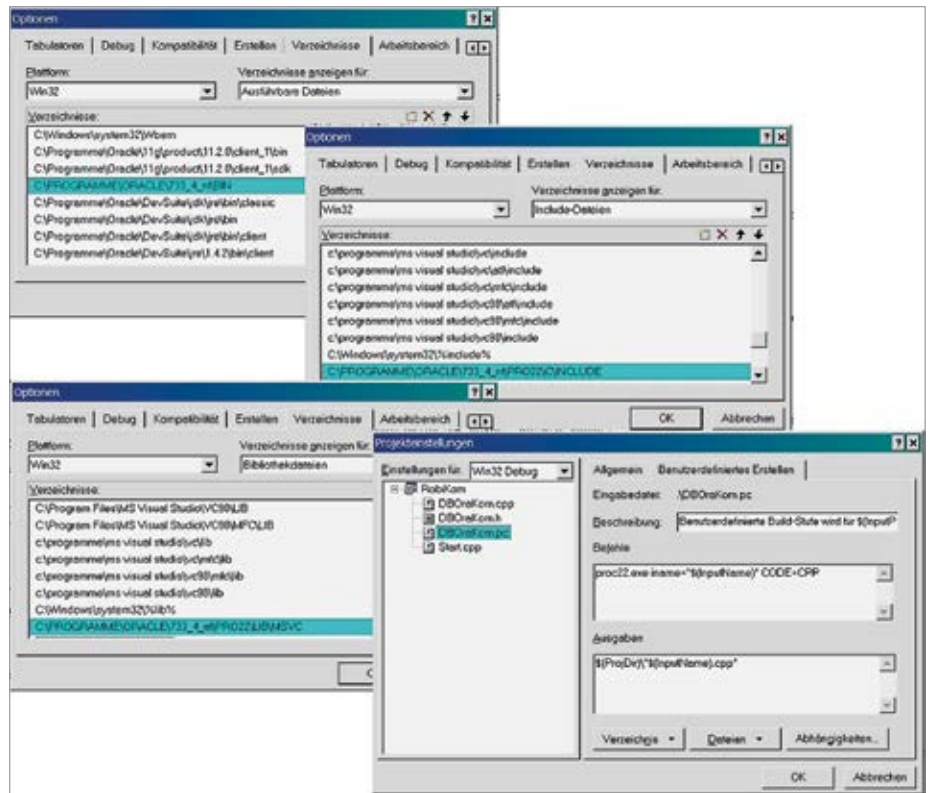 Optionen
Tabulatoren Debug Kompatibilität Erstellen Verzeichnisse Arbeitsbereich
Plattform: Verzeichnisse anzeigen für:
Win32 Ausführbare Dateien
Verzeichnisse:
C:\Windows\system32\Wbem
C:\Programme\Oracle\11g\product\11.2.0\client_1\bin
C:\Programme\Oracle\11g\product\11.2.0\client_1\sdk
C:\PROGRAMME\ORACLE\733_4_nt\BIN
C:\Programme\Oracle\DevSuite\jdk\jre\bin\classic
C:\Programme\Oracle\DevSuite\jdk\jre\bin
C:\Programme\Oracle\DevSuite\jdk\jre\bin\client
C:\Programme\Oracle\DevSuite\jre\1.4.2\bin\client
Optionen
Tabulatoren Debug Kompatibilität Erstellen Verzeichnisse Arbeitsbereich
Plattform: Verzeichnisse anzeigen für:
Win32 Include-Dateien
Verzeichnisse:
c:\programme\ms visual studio\vc\include
c:\programme\ms visual studio\vc\atl\include
c:\programme\ms visual studio\vc\mfc\include
c:\programme\ms visual studio\vc98\atl\include
c:\programme\ms visual studio\vc98\mfc\include
c:\programme\ms visual studio\vc98\include
C:\Windows\system32\%include%
C:\PROGRAMME\ORACLE\733_4_nt\PRO22\C\INCLUDE
OK Abbrechen
Optionen
Tabulatoren Debug Kompatibilität Erstellen Verzeichnisse Arbeitsbereich
Plattform: Verzeichnisse anzeigen für:
Win32 Bibliothekdateien
Verzeichnisse:
C:\Program Files\MS Visual Studio\VC98\LIB
C:\Program Files\MS Visual Studio\VC98\MFC\LIB
c:\programme\ms visual studio\vc\lib
c:\programme\ms visual studio\vc\mfc\lib
c:\programme\ms visual studio\vc98\mfc\lib
c:\programme\ms visual studio\vc98\lib
C:\Windows\system32\%lib%
C:\PROGRAMME\ORACLE\733_4_nt\PRO22\LIB\MSVC
Projekteinstellungen
Einstellungen für: Win32 Debug
RobiKom
DBOraKom.cpp
DBOraKom.h
DBOraKom.pc
Start.cpp
Allgemein Benutzerdefiniertes Erstellen
Eingabedatei: .\DBOraKom.pc
Beschreibung: Benutzerdefinierte Build-Stufe wird für $(InputP
Befehle
proc22.exe iname="$(InputName)" CODE=CPP
Ausgaben
$(ProjDir)\"$(InputName).cpp"
Verzeichnis Dateien Abhängigkeiten...
OK Abbrechen